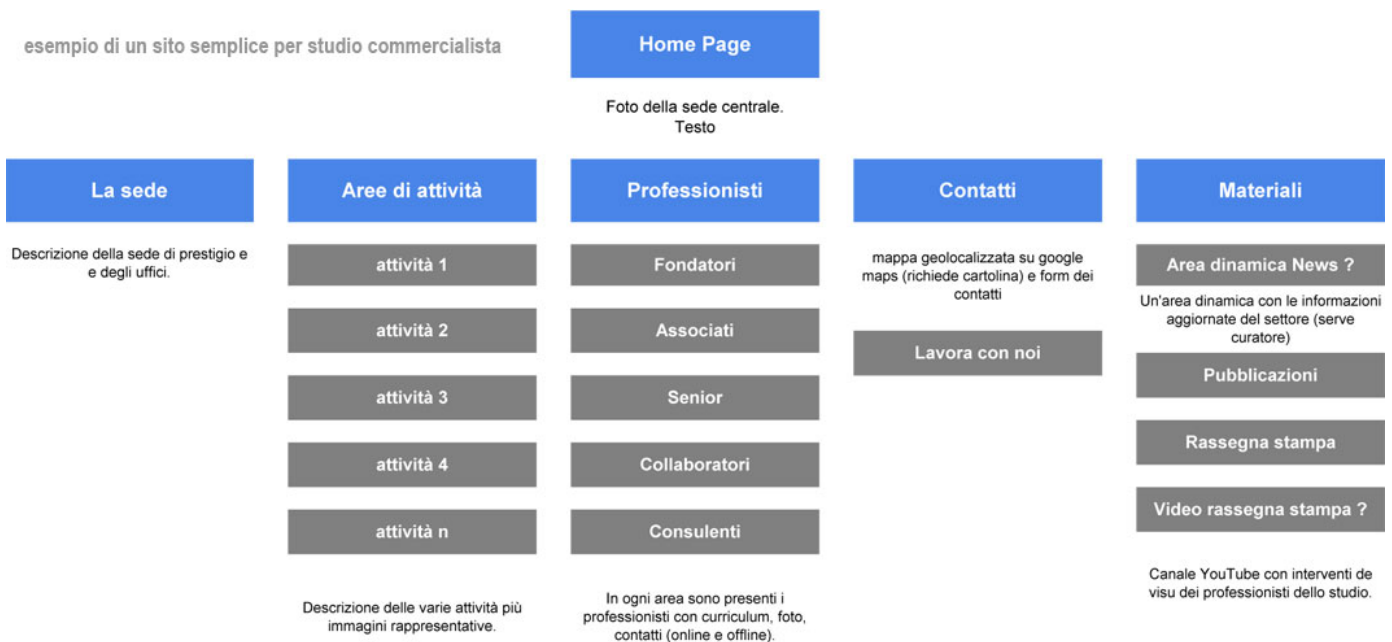 esempio di un sito semplice per studio commercialista
Home Page
Foto della sede centrale.
Testo
La sede
Descrizione della sede di prestigio e
e degli uffici.
Aree di attività
attività 1
attività 2
attività 3
attività 4
attività n
Descrizione delle varie attività più
immagini rappresentative.
Professionisti
Fondatori
Associati
Senior
Collaboratori
Consulenti
In ogni area sono presenti i
professionisti con curriculum, foto,
contatti (online e offline).
Contatti
mappa geolocalizzata su google
maps (richiede cartolina) e form dei
contatti
Lavora con noi
Materiali
Area dinamica News ?
Un'area dinamica con le informazioni
aggiornate del settore (serve
curatore)
Pubblicazioni
Rassegna stampa
Video rassegna stampa ?
Canale YouTube con interventi de
visu dei professionisti dello studio.